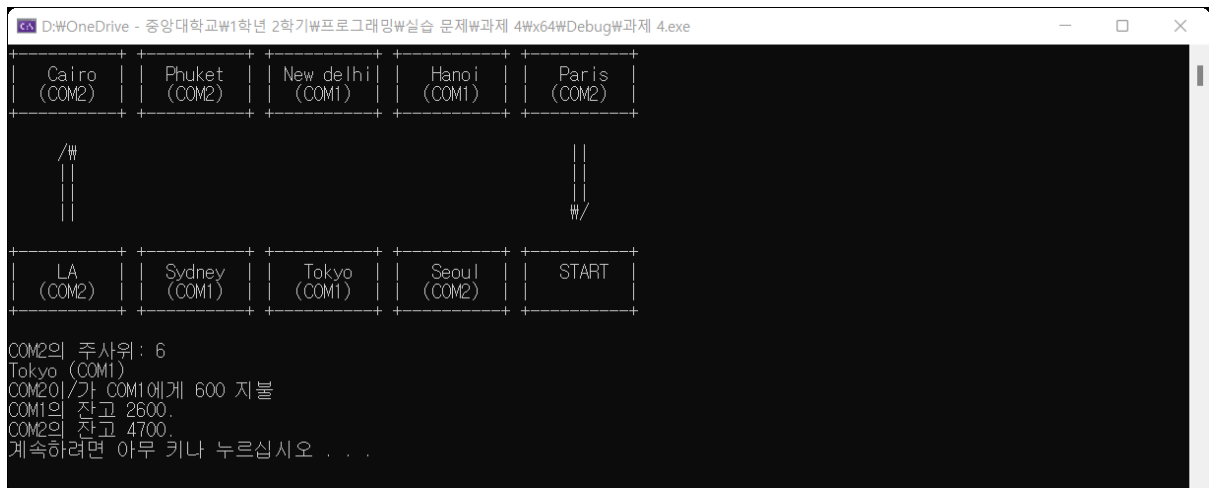 D:₩OneDrive - 중앙대학교₩1학년 2학기₩프로그래밍₩실습 문제₩과제 4₩x64₩Debug₩과제 4.exe
+----------+ +----------+ +----------+ +----------+ +----------+
|   Cairo  | |  Phuket  | | New delhi| |   Hanoi  | |   Paris  |
|  (COM2)  | |  (COM2)  | |  (COM1)  | |  (COM1)  | |  (COM2)  |
+----------+ +----------+ +----------+ +----------+ +----------+
/₩ ||
|| ||
|| ||
|| ₩/
+----------+ +----------+ +----------+ +----------+ +----------+
|    LA    | |  Sydney  | |   Tokyo  | |   Seoul  | |   START  |
|  (COM2)  | |  (COM1)  | |  (COM1)  | |  (COM2)  | |          |
+----------+ +----------+ +----------+ +----------+ +----------+
COM2의 주사위: 6
Tokyo (COM1)
COM2이/가 COM1에게 600 지불
COM1의 잔고 2600.
COM2의 잔고 4700.
계속하려면 아무 키나 누르십시오 . . .